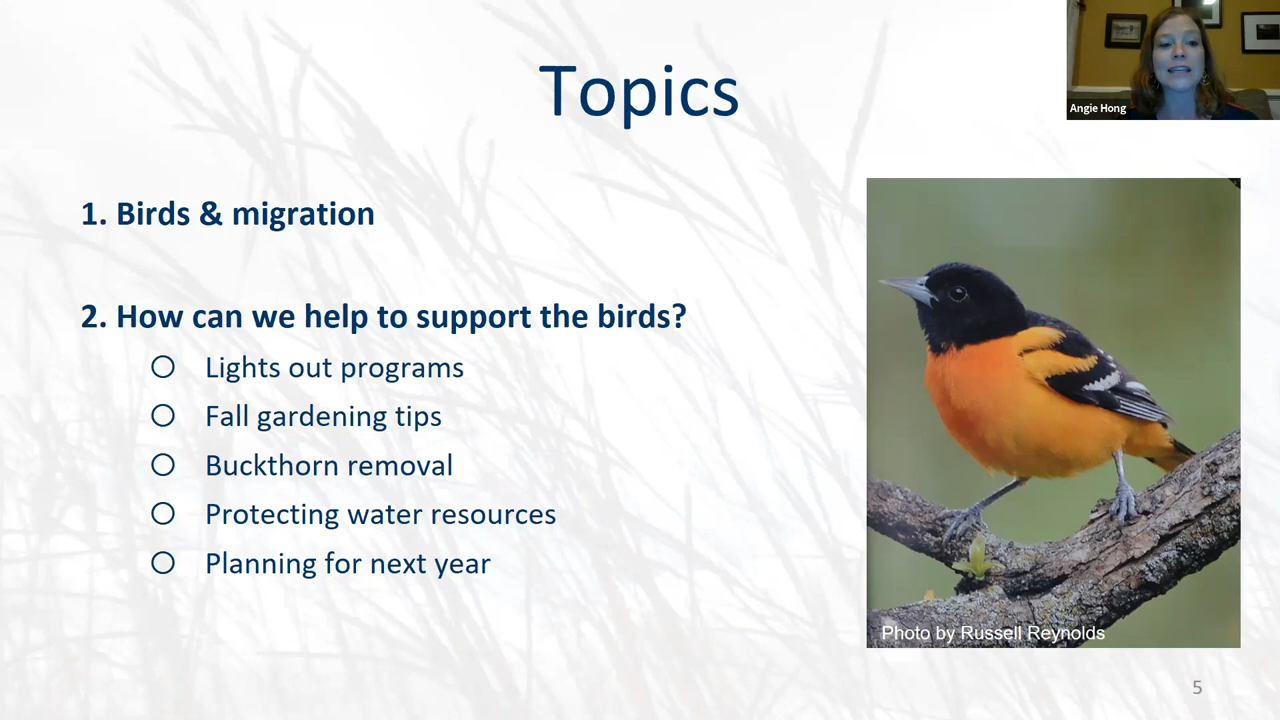 Topics
Angie Hong
1. Birds & migration
2. How can we help to support the birds?
Lights out programs
Fall gardening tips
Buckthorn removal
Protecting water resources
Planning for next year
Photo by Russell Reynolds
5